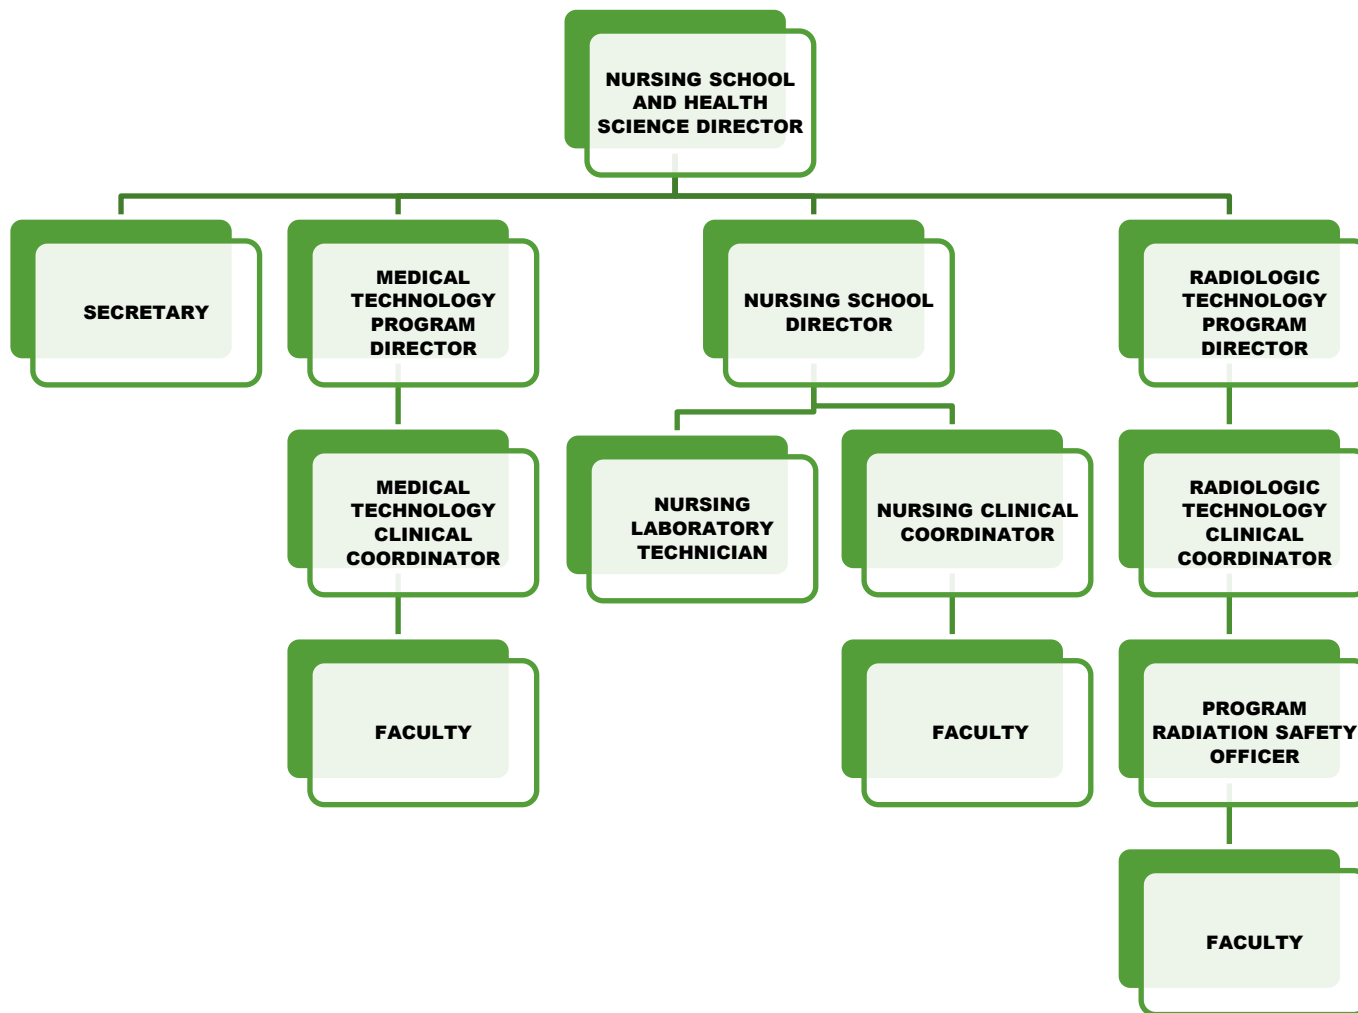 NURSING SCHOOL
AND HEALTH
SCIENCE DIRECTOR
SECRETARY
MEDICAL
TECHNOLOGY
PROGRAM
DIRECTOR
NURSING SCHOOL
DIRECTOR
RADIOLOGIC
TECHNOLOGY
PROGRAM
DIRECTOR
MEDICAL
TECHNOLOGY
CLINICAL
COORDINATOR
NURSING
LABORATORY
TECHNICIAN
NURSING CLINICAL
COORDINATOR
RADIOLOGIC
TECHNOLOGY
CLINICAL
COORDINATOR
FACULTY
FACULTY
PROGRAM
RADIATION SAFETY
OFFICER
FACULTY